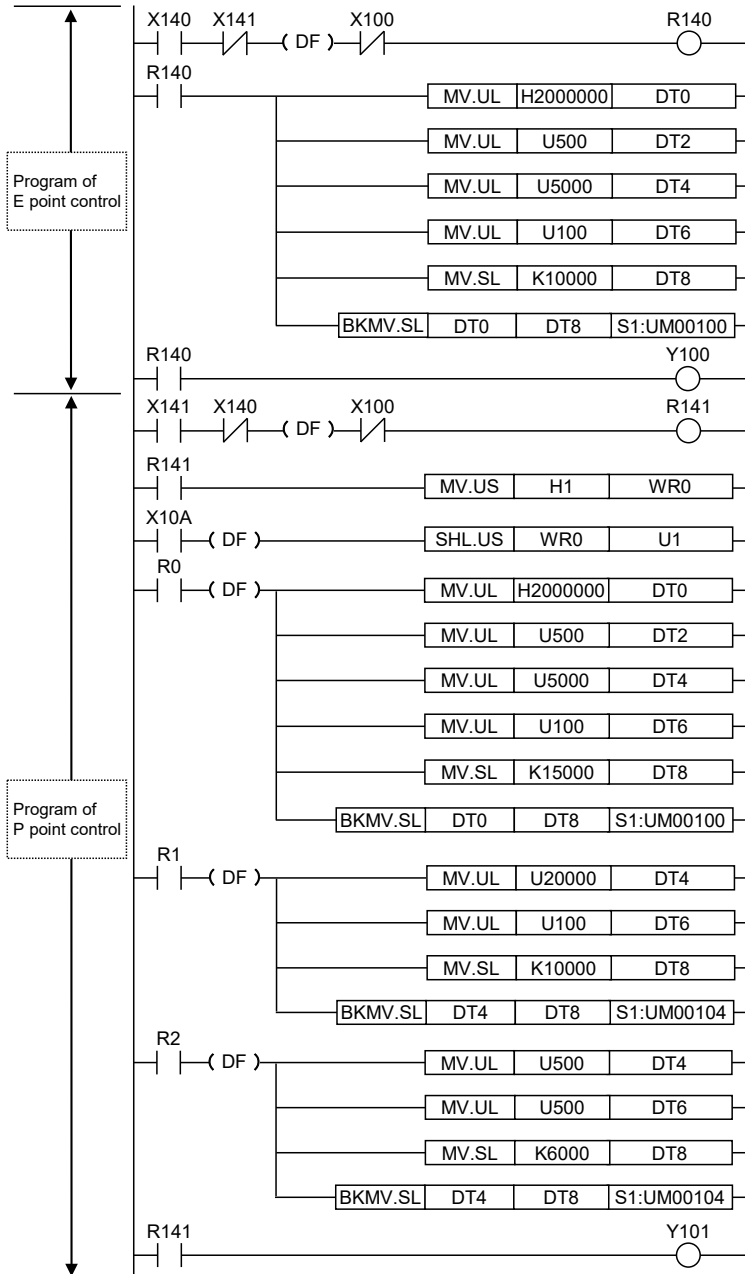 X140 X141 X100 R140
( DF )
R140
MV.UL H2000000 DT0
MV.UL U500 DT2
Program of
E point control
MV.UL U5000 DT4
MV.UL U100 DT6
MV.SL K10000 DT8
BKMV.SL DT0 DT8 S1:UM00100
R140 Y100
X141 X140 X100 R141
( DF )
R141
MV.US H1 WR0
X10A
( DF ) SHL.US WR0 U1
R0
( DF ) MV.UL H2000000 DT0
MV.UL U500 DT2
MV.UL U5000 DT4
MV.UL U100 DT6
MV.SL K15000 DT8
Program of
P point control
BKMV.SL DT0 DT8 S1:UM00100
R1
( DF ) MV.UL U20000 DT4
MV.UL U100 DT6
MV.SL K10000 DT8
BKMV.SL DT4 DT8 S1:UM00104
R2
( DF ) MV.UL U500 DT4
MV.UL U500 DT6
MV.SL K6000 DT8
BKMV.SL DT4 DT8 S1:UM00104
R141 Y101